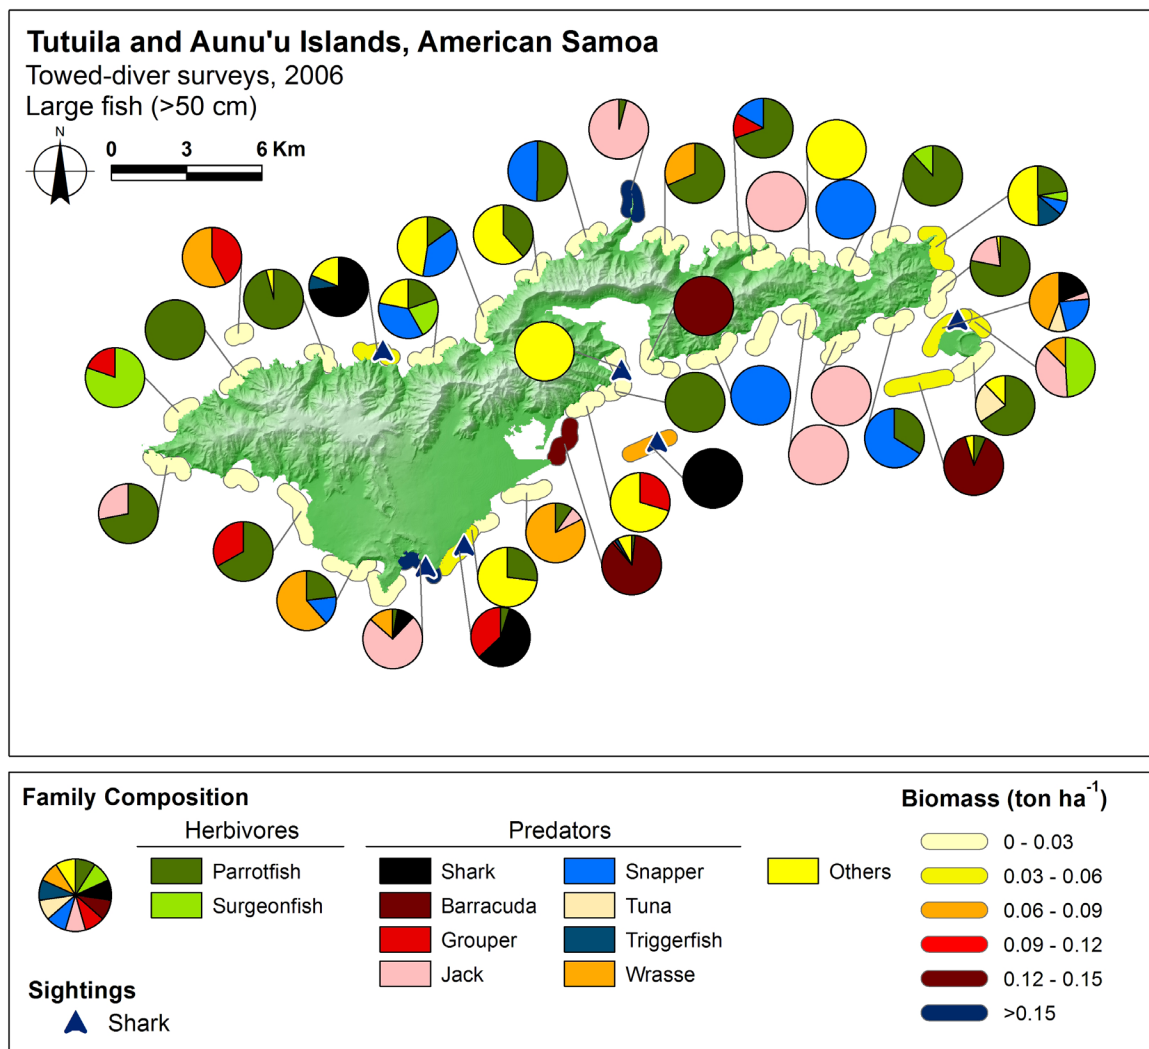 Tutuila and Aunu'u Islands, American Samoa
Towed-diver surveys, 2006
Large fish (>50 cm)
N
0 3 6 Km
Family Composition
Biomass (ton ha⁻¹)
Herbivores
Predators
Parrotfish
Surgeonfish
Shark
Barracuda
Grouper
Jack
Snapper
Tuna
Triggerfish
Wrasse
Others
0 - 0.03
0.03 - 0.06
0.06 - 0.09
0.09 - 0.12
0.12 - 0.15
>0.15
Sightings
Shark